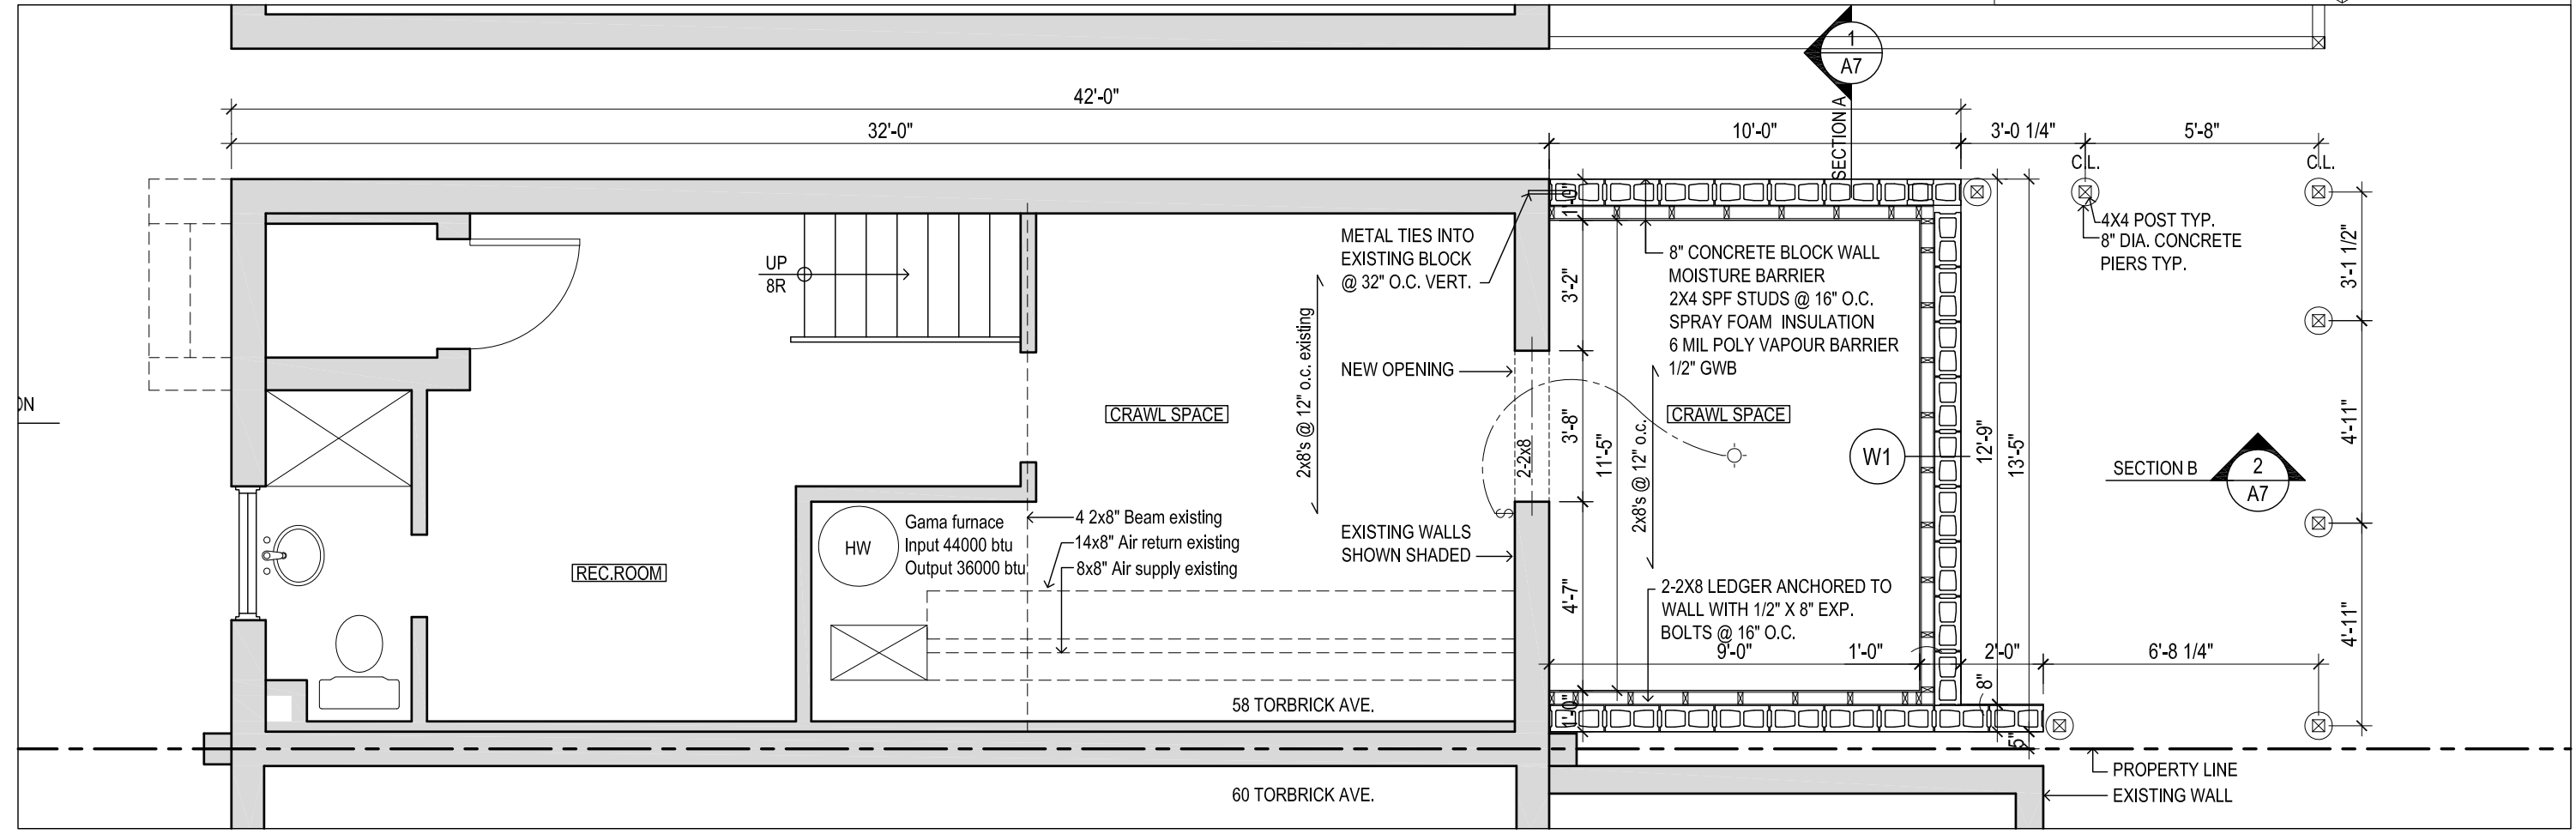 1
A7
SECTION A
42'-0"
32'-0"
10'-0"
3'-0 1/4"
5'-8"
C.L.
C.L.
4X4 POST TYP.
8" DIA. CONCRETE
PIERS TYP.
METAL TIES INTO
EXISTING BLOCK
@ 32" O.C. VERT.
1'-0"
8" CONCRETE BLOCK WALL
MOISTURE BARRIER
2X4 SPF STUDS @ 16" O.C.
SPRAY FOAM INSULATION
6 MIL POLY VAPOUR BARRIER
1/2" GWB
UP
8R
3'-2"
3'-1 1/2"
2x8's @ 12" o.c. existing
NEW OPENING
CRAWL SPACE
CRAWL SPACE
3'-8"
11'-5"
2-2x8
2x8's @ 12" o.c.
W1
12'-9"
13'-5"
4'-11"
SECTION B
2
A7
ON
HW
Gama furnace
Input 44000 btu
Output 36000 btu
4 2x8" Beam existing
14x8" Air return existing
8x8" Air supply existing
EXISTING WALLS
SHOWN SHADED
S
REC.ROOM
4'-7"
2-2X8 LEDGER ANCHORED TO
WALL WITH 1/2" X 8" EXP.
BOLTS @ 16" O.C.
9'-0"
1'-0"
2'-0"
6'-8 1/4"
4'-11"
8"
1'-0"
5"
58 TORBRICK AVE.
60 TORBRICK AVE.
PROPERTY LINE
EXISTING WALL